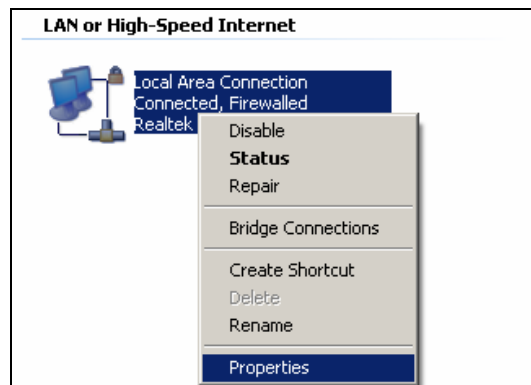 LAN or High-Speed Internet
Local Area Connection
Connected, Firewalled
Realtek
Disable
Status
Repair
Bridge Connections
Create Shortcut
Delete
Rename
Properties